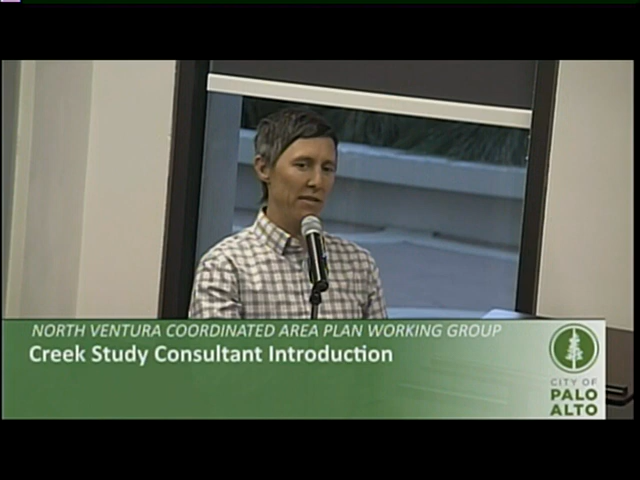 NORTH VENTURA COORDINATED AREA PLAN WORKING GROUP
Creek Study Consultant Introduction
CITY OF
PALO
ALTO